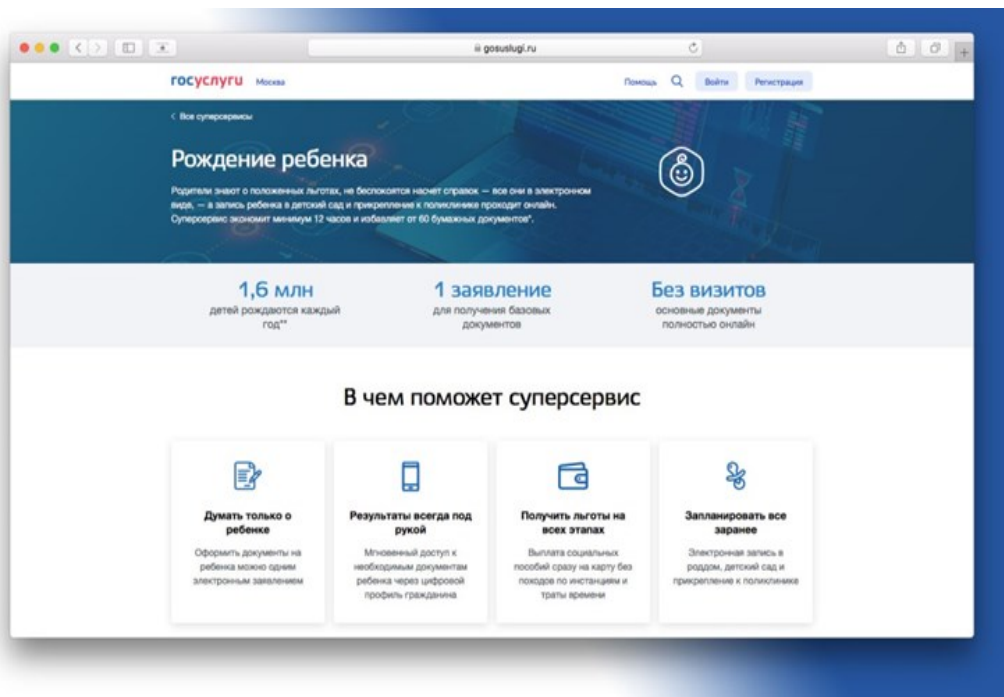 gosuslugi.ru
госуслуги Москва Помощь Войти Регистрация
< Все суперсервисы
Рождение ребенка
Родители знают о положенных льготах, не беспокоятся насчет справок — все они в электронном
виде, — а запись ребенка в детский сад и прикрепление к поликлинике проходит онлайн.
Суперсервис экономит минимум 12 часов и избавляет от 60 бумажных документов*.
1,6 млн
детей рождаются каждый
год**
1 заявление
для получения базовых
документов
Без визитов
основные документы
полностью онлайн
В чем поможет суперсервис
Думать только о
ребенке
Оформить документы на
ребенка можно одним
электронным заявлением
Результаты всегда под
рукой
Мгновенный доступ к
необходимым документам
ребенка через цифровой
профиль гражданина
Получить льготы на
всех этапах
Выплата социальных
пособий сразу на карту без
походов по инстанциям и
траты времени
Запланировать все
заранее
Электронная запись в
роддом, детский сад и
прикрепление к поликлинике